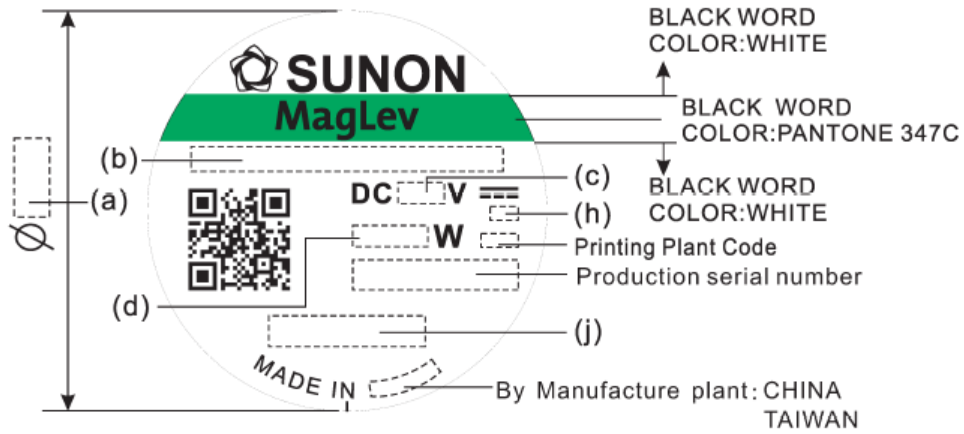 BLACK WORD
COLOR:WHITE
SUNON
MagLev
BLACK WORD
COLOR:PANTONE 347C
(b)
(c)
DC V
BLACK WORD
COLOR:WHITE
(a)
(h)
Ø
W
Printing Plant Code
Production serial number
(d)
(j)
MADE IN
By Manufacture plant: CHINA
TAIWAN